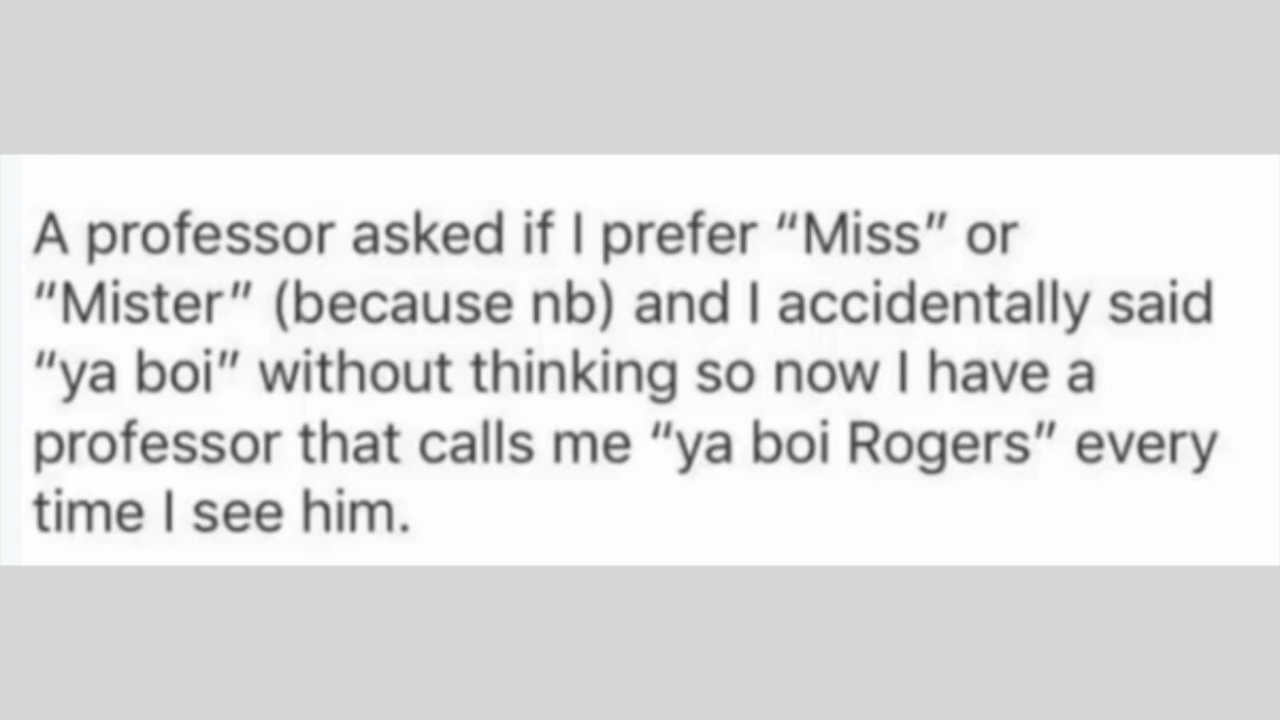 A professor asked if I prefer “Miss” or
“Mister” (because nb) and I accidentally said
“ya boi” without thinking so now I have a
professor that calls me “ya boi Rogers” every
time I see him.